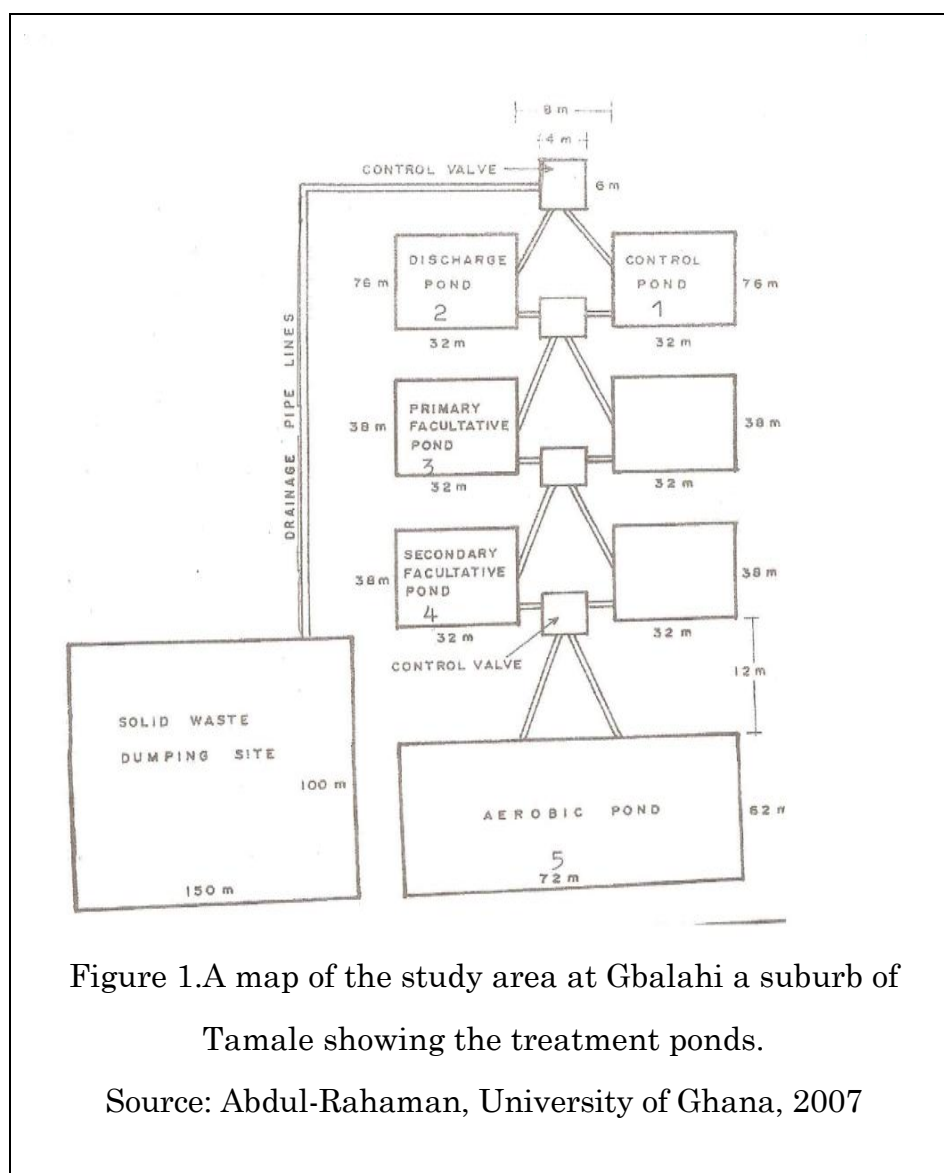 8 m
4 m
CONTROL VALVE
6 m
DISCHARGE
POND
2
76 m
32 m
CONTROL
POND
1
76 m
32 m
DRAINAGE PIPE LINES
PRIMARY
FACULTATIVE
POND
3
38 m
32 m
38 m
32 m
SECONDARY
FACULTATIVE
POND
4
38 m
32 m
38 m
32 m
CONTROL VALVE
12 m
SOLID WASTE
DUMPING SITE
100 m
150 m
AEROBIC POND
5
72 m
62 m
Figure 1.A map of the study area at Gbalahi a suburb of
Tamale showing the treatment ponds.
Source: Abdul-Rahaman, University of Ghana, 2007